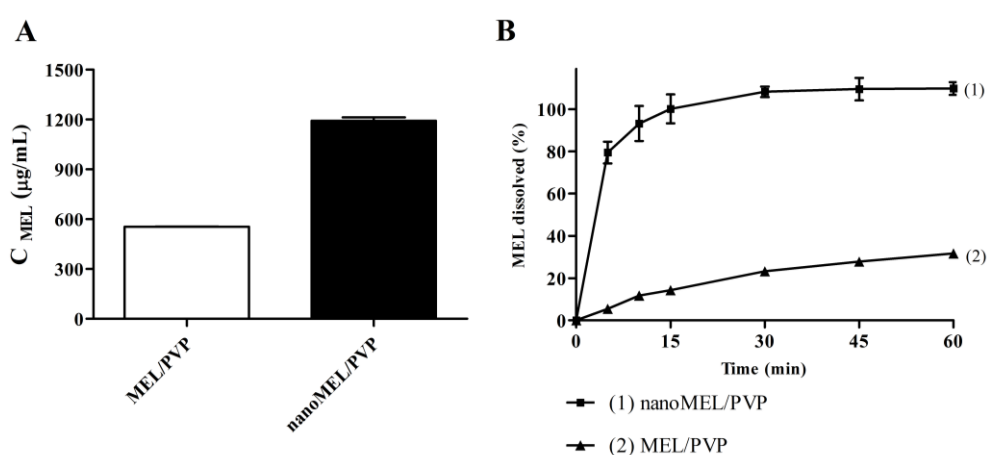 A
1500
1200
900
600
300
0
C MEL (µg/mL)
MEL/PVP
nanoMEL/PVP
B
100
80
60
40
20
0
MEL dissolved (%)
0 15 30 45 60
Time (min)
(1)
(2)
(1) nanoMEL/PVP
(2) MEL/PVP